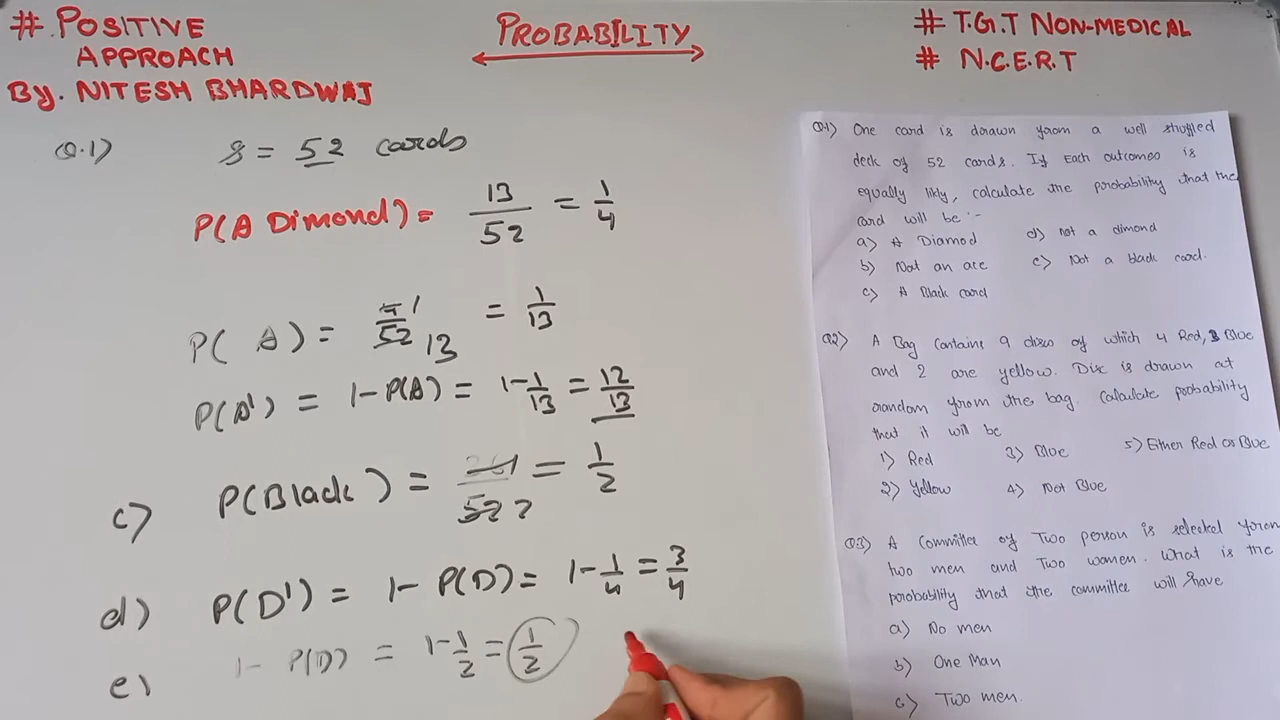 # POSITIVE
APPROACH
By. NITESH BHARDWAJ
PROBABILITY
# T.G.T NON-MEDICAL
# N.C.E.R.T
Q.1) S = 52 cards
P(A Dimond) = 13/52 = 1/4
P( A ) = 4/52 1 13 = 1/13
P(A') = 1-P(A) = 1-1/13 = 12/13
c) P(Black) = 26/52 1 2 = 1/2
d) P(D') = 1- P(D) = 1-1/4 = 3/4
e) 1- P(D) = 1-1/2 = 1/2
Q1) One card is drawn from a well shuffled
deck of 52 cards. If Each outcomes is
equally likly, calculate the probability that the
card will be :-
a) A Diamod d) not a dimond
b) Not an ace e) Not a black card.
c) A Black card
Q2) A Bag contains 9 discs of which 4 Red, 3 Blue
and 2 are yellow. Disc is drawn at
random from the bag. Calculate probability
that it will be
1) Red 3) Blue 5) Either Red or Blue
2) Yellow 4) Not Blue
Q3) A committee of Two person is selected from
two men and Two women. What is the
probability that the committee will have
a) No men
b) One Man
c) Two men.